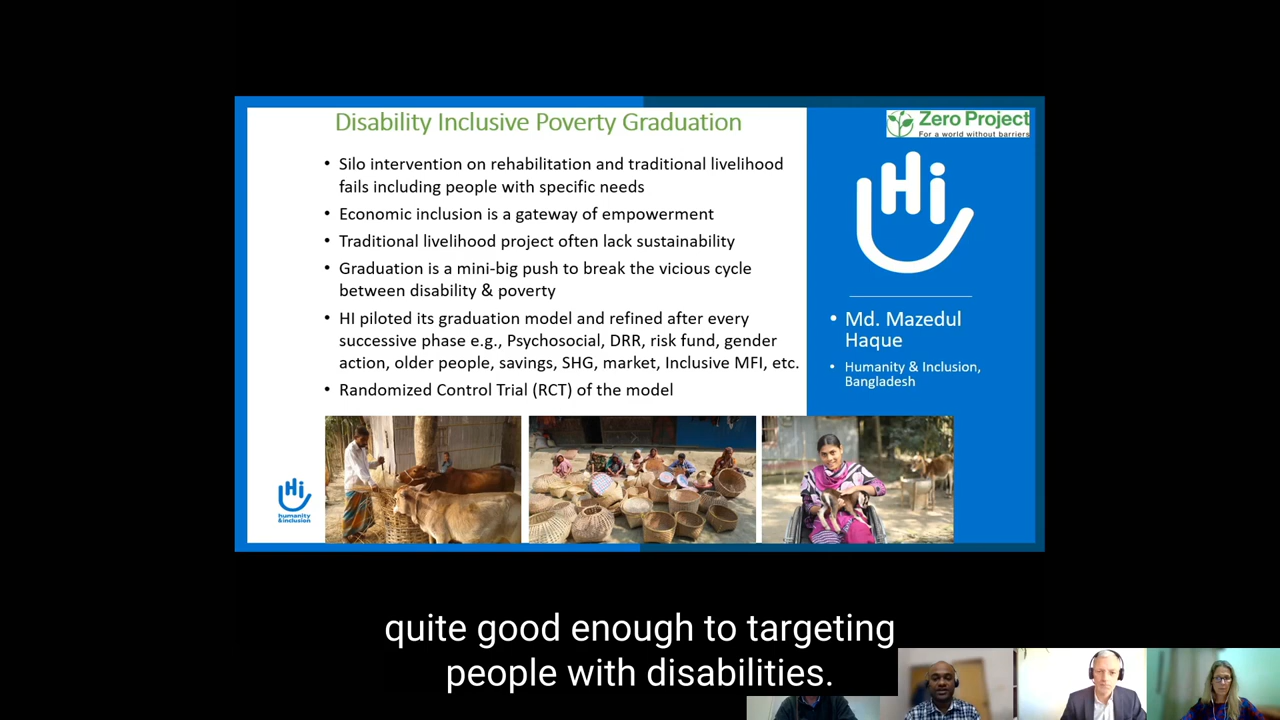 Disability Inclusive Poverty Graduation
• Silo intervention on rehabilitation and traditional livelihood
fails including people with specific needs
• Economic inclusion is a gateway of empowerment
• Traditional livelihood project often lack sustainability
• Graduation is a mini-big push to break the vicious cycle
between disability & poverty
• HI piloted its graduation model and refined after every
successive phase e.g., Psychosocial, DRR, risk fund, gender
action, older people, savings, SHG, market, Inclusive MFI, etc.
• Randomized Control Trial (RCT) of the model
Zero Project
For a world without barriers
Hi
• Md. Mazedul
Haque
• Humanity & Inclusion,
Bangladesh
Hi
humanity
&inclusion
quite good enough to targeting
people with disabilities.